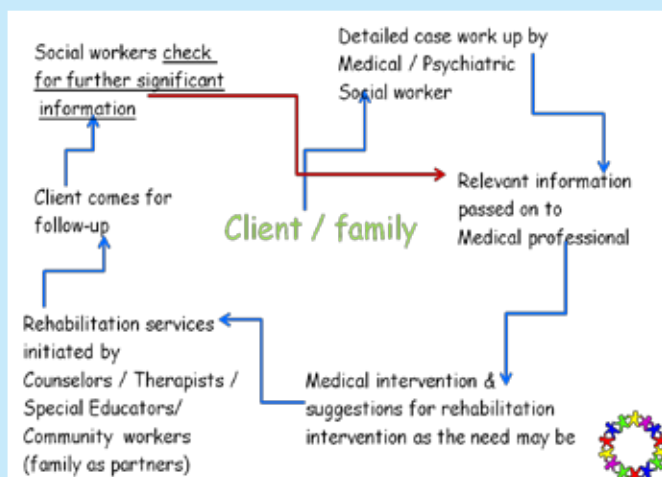 Social workers check
for further significant
information
Detailed case work up by
Medical / Psychiatric
Social worker
Client comes for
follow-up
Client / family
Relevant information
passed on to
Medical professional
Rehabilitation services
initiated by
Counselors / Therapists /
Special Educators/
Community workers
(family as partners)
Medical intervention &
suggestions for rehabilitation
intervention as the need may be